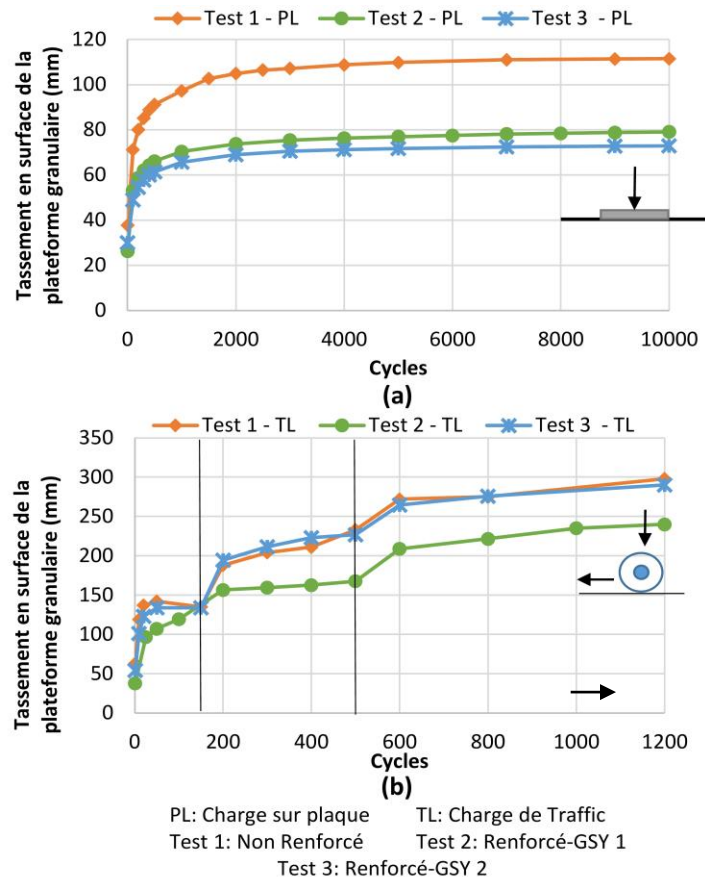 Test 1 - PL Test 2 - PL Test 3 - PL
Tassement en surface de la
plateforme granulaire (mm)
120
100
80
60
40
20
0
0 2000 4000 6000 8000 10000
Cycles
(a)
Test 1 - TL Test 2 - TL Test 3 - TL
Tassement en surface de la
plateforme granulaire (mm)
350
300
250
200
150
100
50
0
0 200 400 600 800 1000 1200
Cycles
(b)
PL: Charge sur plaque TL: Charge de Traffic
Test 1: Non Renforcé Test 2: Renforcé-GSY 1
Test 3: Renforcé-GSY 2